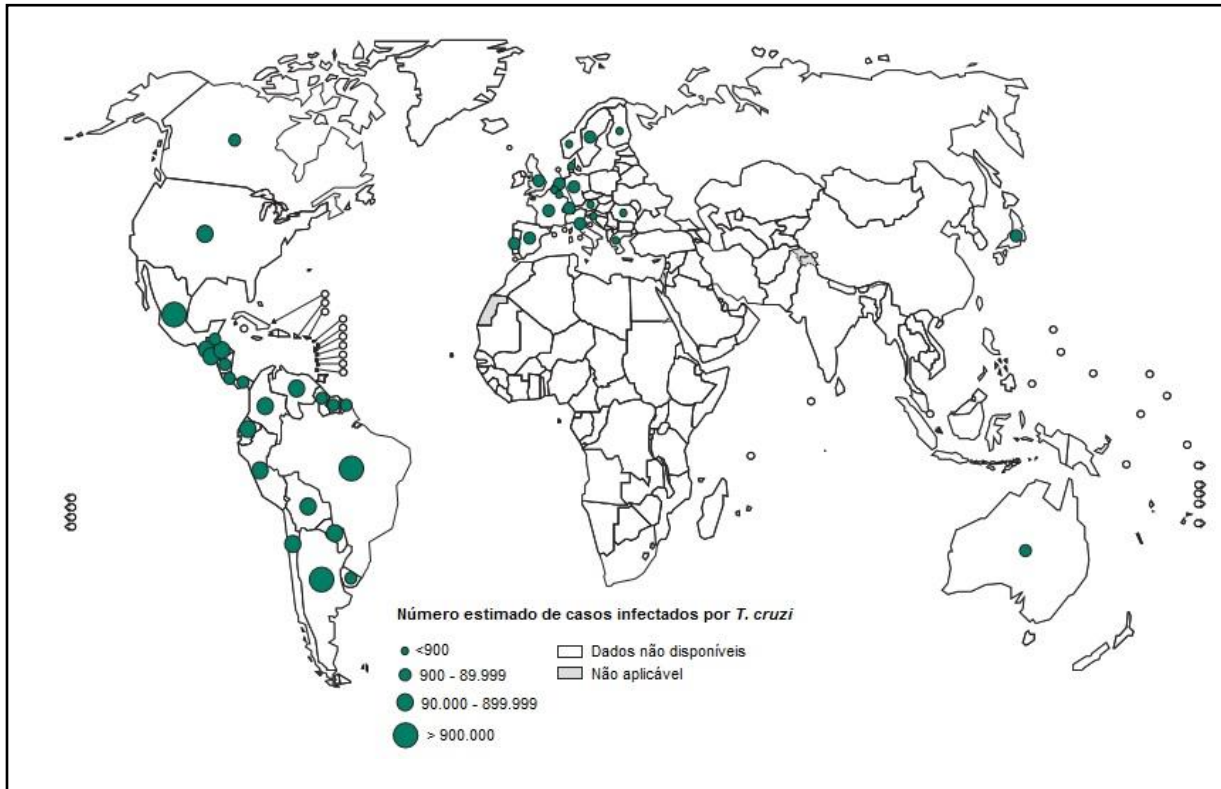 Número estimado de casos infectados por T. cruzi
<900
900 - 89.999
90.000 - 899.999
> 900.000
Dados não disponíveis
Não aplicável